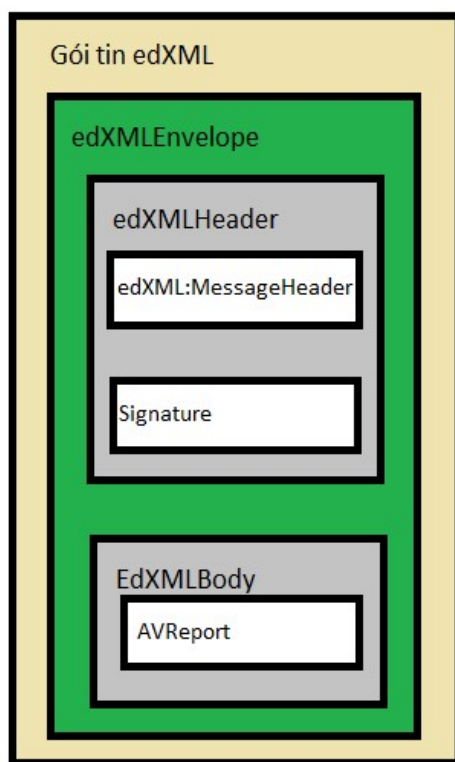 Gói tin edXML
edXMLEnvelope
edXMLHeader
edXML:MessageHeader
Signature
EdXMLBody
AVReport